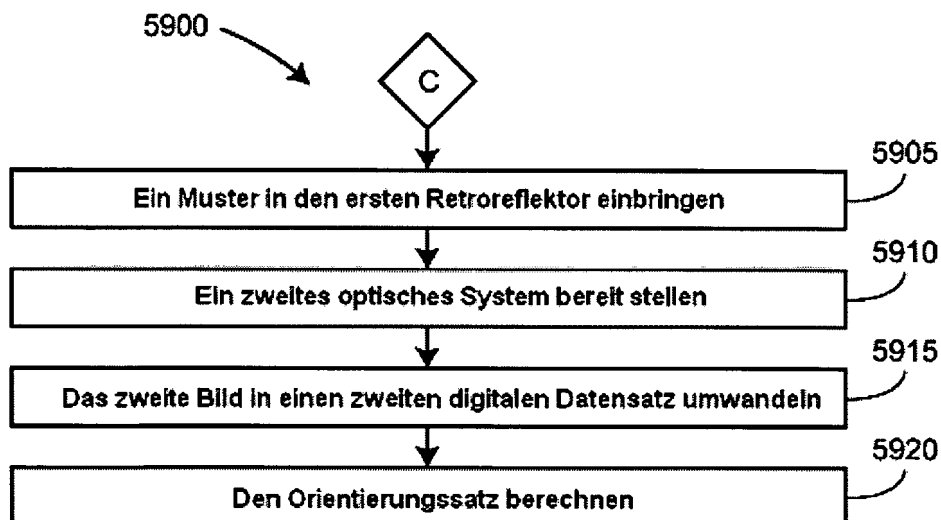 5900
C
5905
Ein Muster in den ersten Retroreflektor einbringen
5910
Ein zweites optisches System bereit stellen
5915
Das zweite Bild in einen zweiten digitalen Datensatz umwandeln
5920
Den Orientierungssatz berechnen